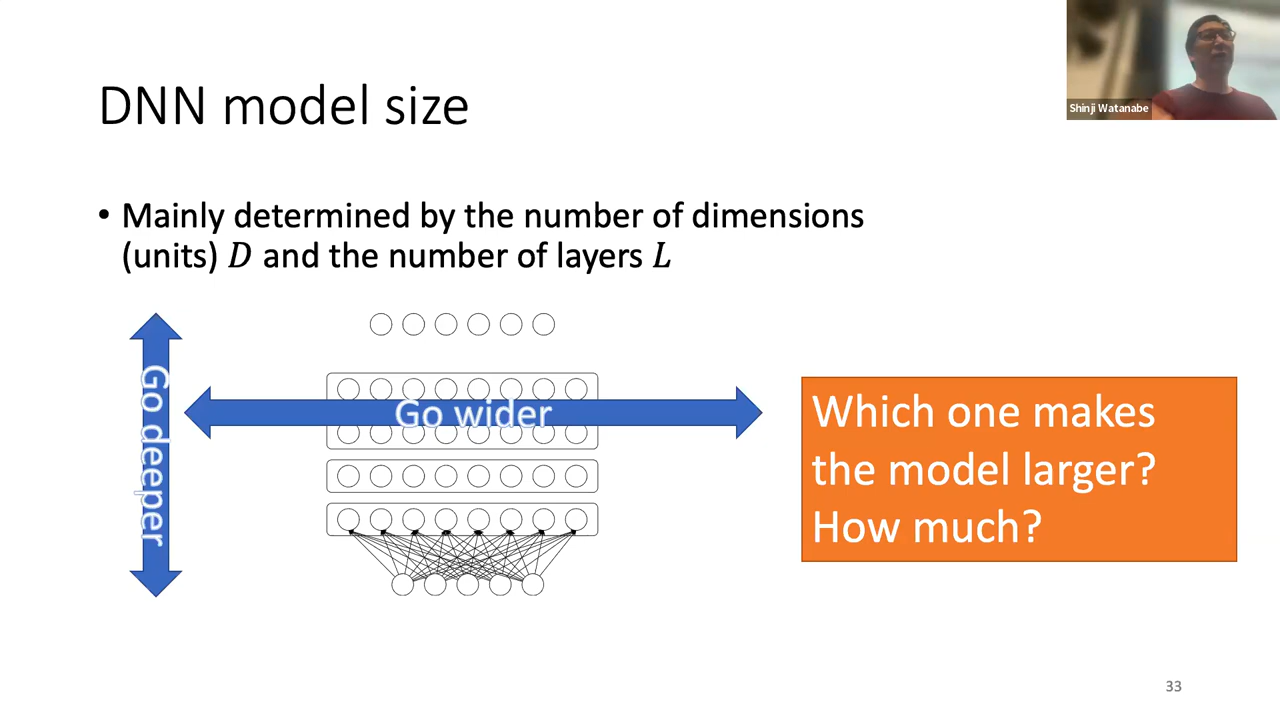 Shinji Watanabe
DNN model size
• Mainly determined by the number of dimensions
(units) D and the number of layers L
Go deeper
Go wider
Which one makes
the model larger?
How much?
33